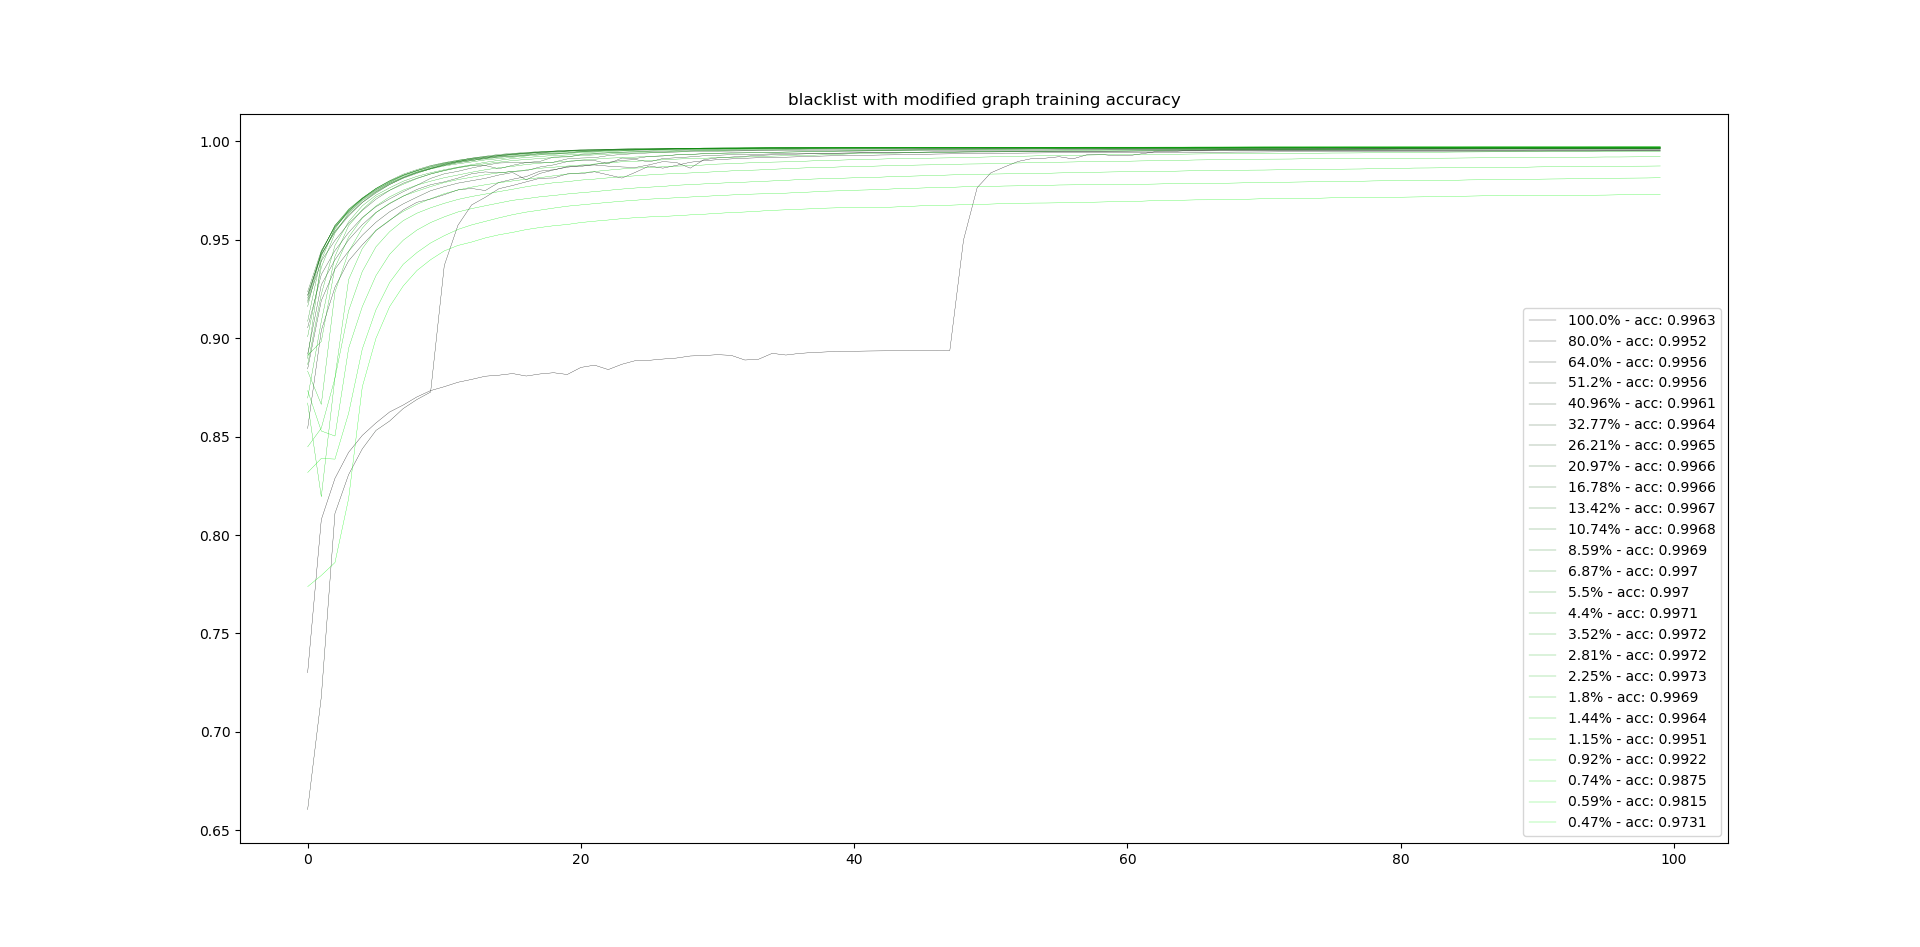 blacklist with modified graph training accuracy
1.00
0.95
0.90
0.85
0.80
0.75
0.70
0.65
0 20 40 60 80 100
100.0% - acc: 0.9963
80.0% - acc: 0.9952
64.0% - acc: 0.9956
51.2% - acc: 0.9956
40.96% - acc: 0.9961
32.77% - acc: 0.9964
26.21% - acc: 0.9965
20.97% - acc: 0.9966
16.78% - acc: 0.9966
13.42% - acc: 0.9967
10.74% - acc: 0.9968
8.59% - acc: 0.9969
6.87% - acc: 0.997
5.5% - acc: 0.997
4.4% - acc: 0.9971
3.52% - acc: 0.9972
2.81% - acc: 0.9972
2.25% - acc: 0.9973
1.8% - acc: 0.9969
1.44% - acc: 0.9964
1.15% - acc: 0.9951
0.92% - acc: 0.9922
0.74% - acc: 0.9875
0.59% - acc: 0.9815
0.47% - acc: 0.9731